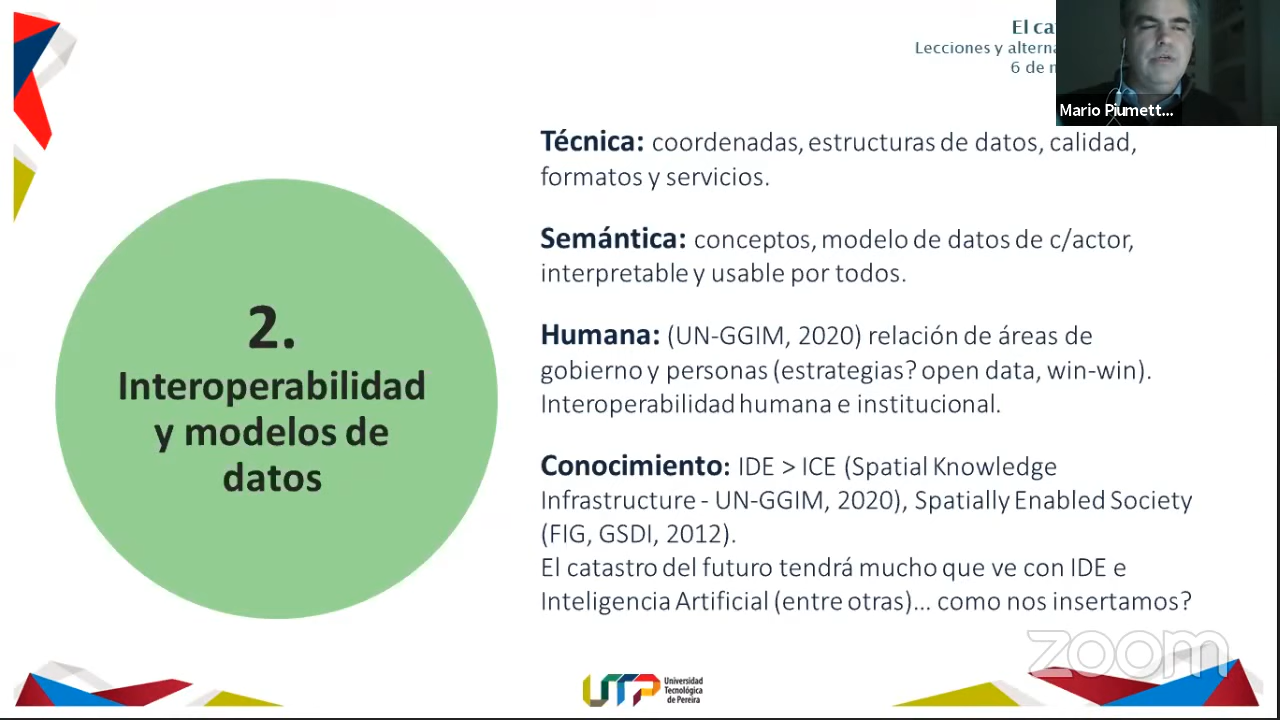 El ca
Lecciones y altern
6 de
Mario Piumett...
Técnica: coordenadas, estructuras de datos, calidad,
formatos y servicios.
Semántica: conceptos, modelo de datos de c/actor,
interpretable y usable por todos.
Humana: (UN-GGIM, 2020) relación de áreas de
gobierno y personas (estrategias? open data, win-win).
Interoperabilidad humana e institucional.
Conocimiento: IDE > ICE (Spatial Knowledge
Infrastructure - UN-GGIM, 2020), Spatially Enabled Society
(FIG, GSDI, 2012).
El catastro del futuro tendrá mucho que ve con IDE e
Inteligencia Artificial (entre otras)... como nos insertamos?
2.
Interoperabilidad
y modelos de
datos
zoom
UTP
Universidad
Tecnológica
de Pereira